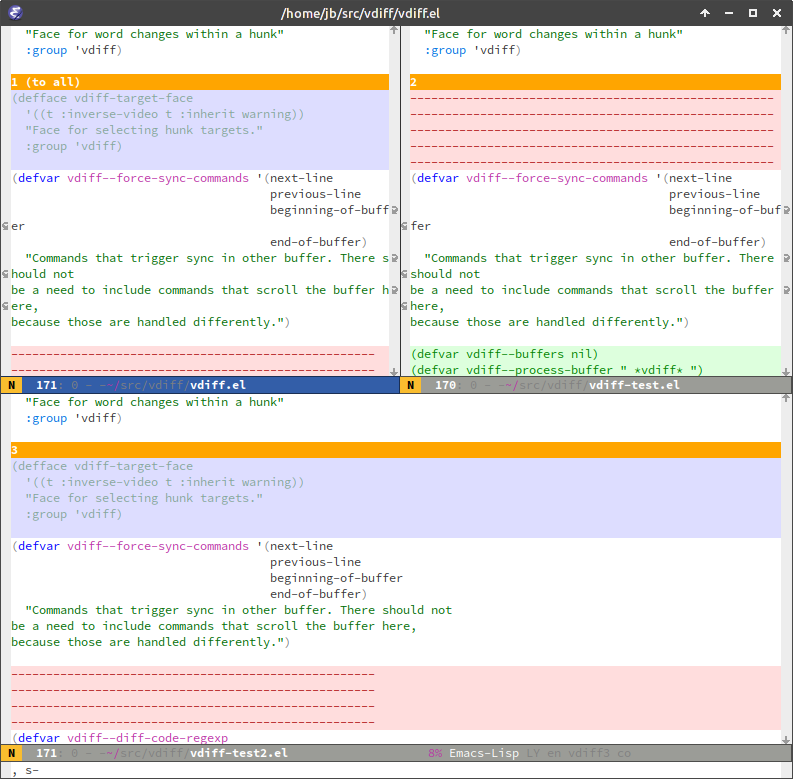 /home/jb/src/vdiff/vdiff.el
"Face for word changes within a hunk"
:group 'vdiff)
1 (to all)
(defface vdiff-target-face
'((t :inverse-video t :inherit warning))
"Face for selecting hunk targets."
:group 'vdiff)
(defvar vdiff--force-sync-commands '(next-line
previous-line
beginning-of-buff
er
end-of-buffer)
"Commands that trigger sync in other buffer. There s
hould not
be a need to include commands that scroll the buffer h
ere,
because those are handled differently.")
---------------------------------------------------
---------------------------------------------------
N 171: 0 - -~/src/vdiff/vdiff.el
"Face for word changes within a hunk"
:group 'vdiff)
2
---------------------------------------------------
---------------------------------------------------
---------------------------------------------------
---------------------------------------------------
---------------------------------------------------
(defvar vdiff--force-sync-commands '(next-line
previous-line
beginning-of-buf
fer
end-of-buffer)
"Commands that trigger sync in other buffer. There
should not
be a need to include commands that scroll the buffer
here,
because those are handled differently.")
(defvar vdiff--buffers nil)
(defvar vdiff--process-buffer " *vdiff* ")
N 170: 0 - -~/src/vdiff/vdiff-test.el
"Face for word changes within a hunk"
:group 'vdiff)
3
(defface vdiff-target-face
'((t :inverse-video t :inherit warning))
"Face for selecting hunk targets."
:group 'vdiff)
(defvar vdiff--force-sync-commands '(next-line
previous-line
beginning-of-buffer
end-of-buffer)
"Commands that trigger sync in other buffer. There should not
be a need to include commands that scroll the buffer here,
because those are handled differently.")
---------------------------------------------------
---------------------------------------------------
---------------------------------------------------
---------------------------------------------------
(defvar vdiff--diff-code-regexp
N 171: 0 - -~/src/vdiff/vdiff-test2.el 8% Emacs-Lisp LY en vdiff3 co
, s-